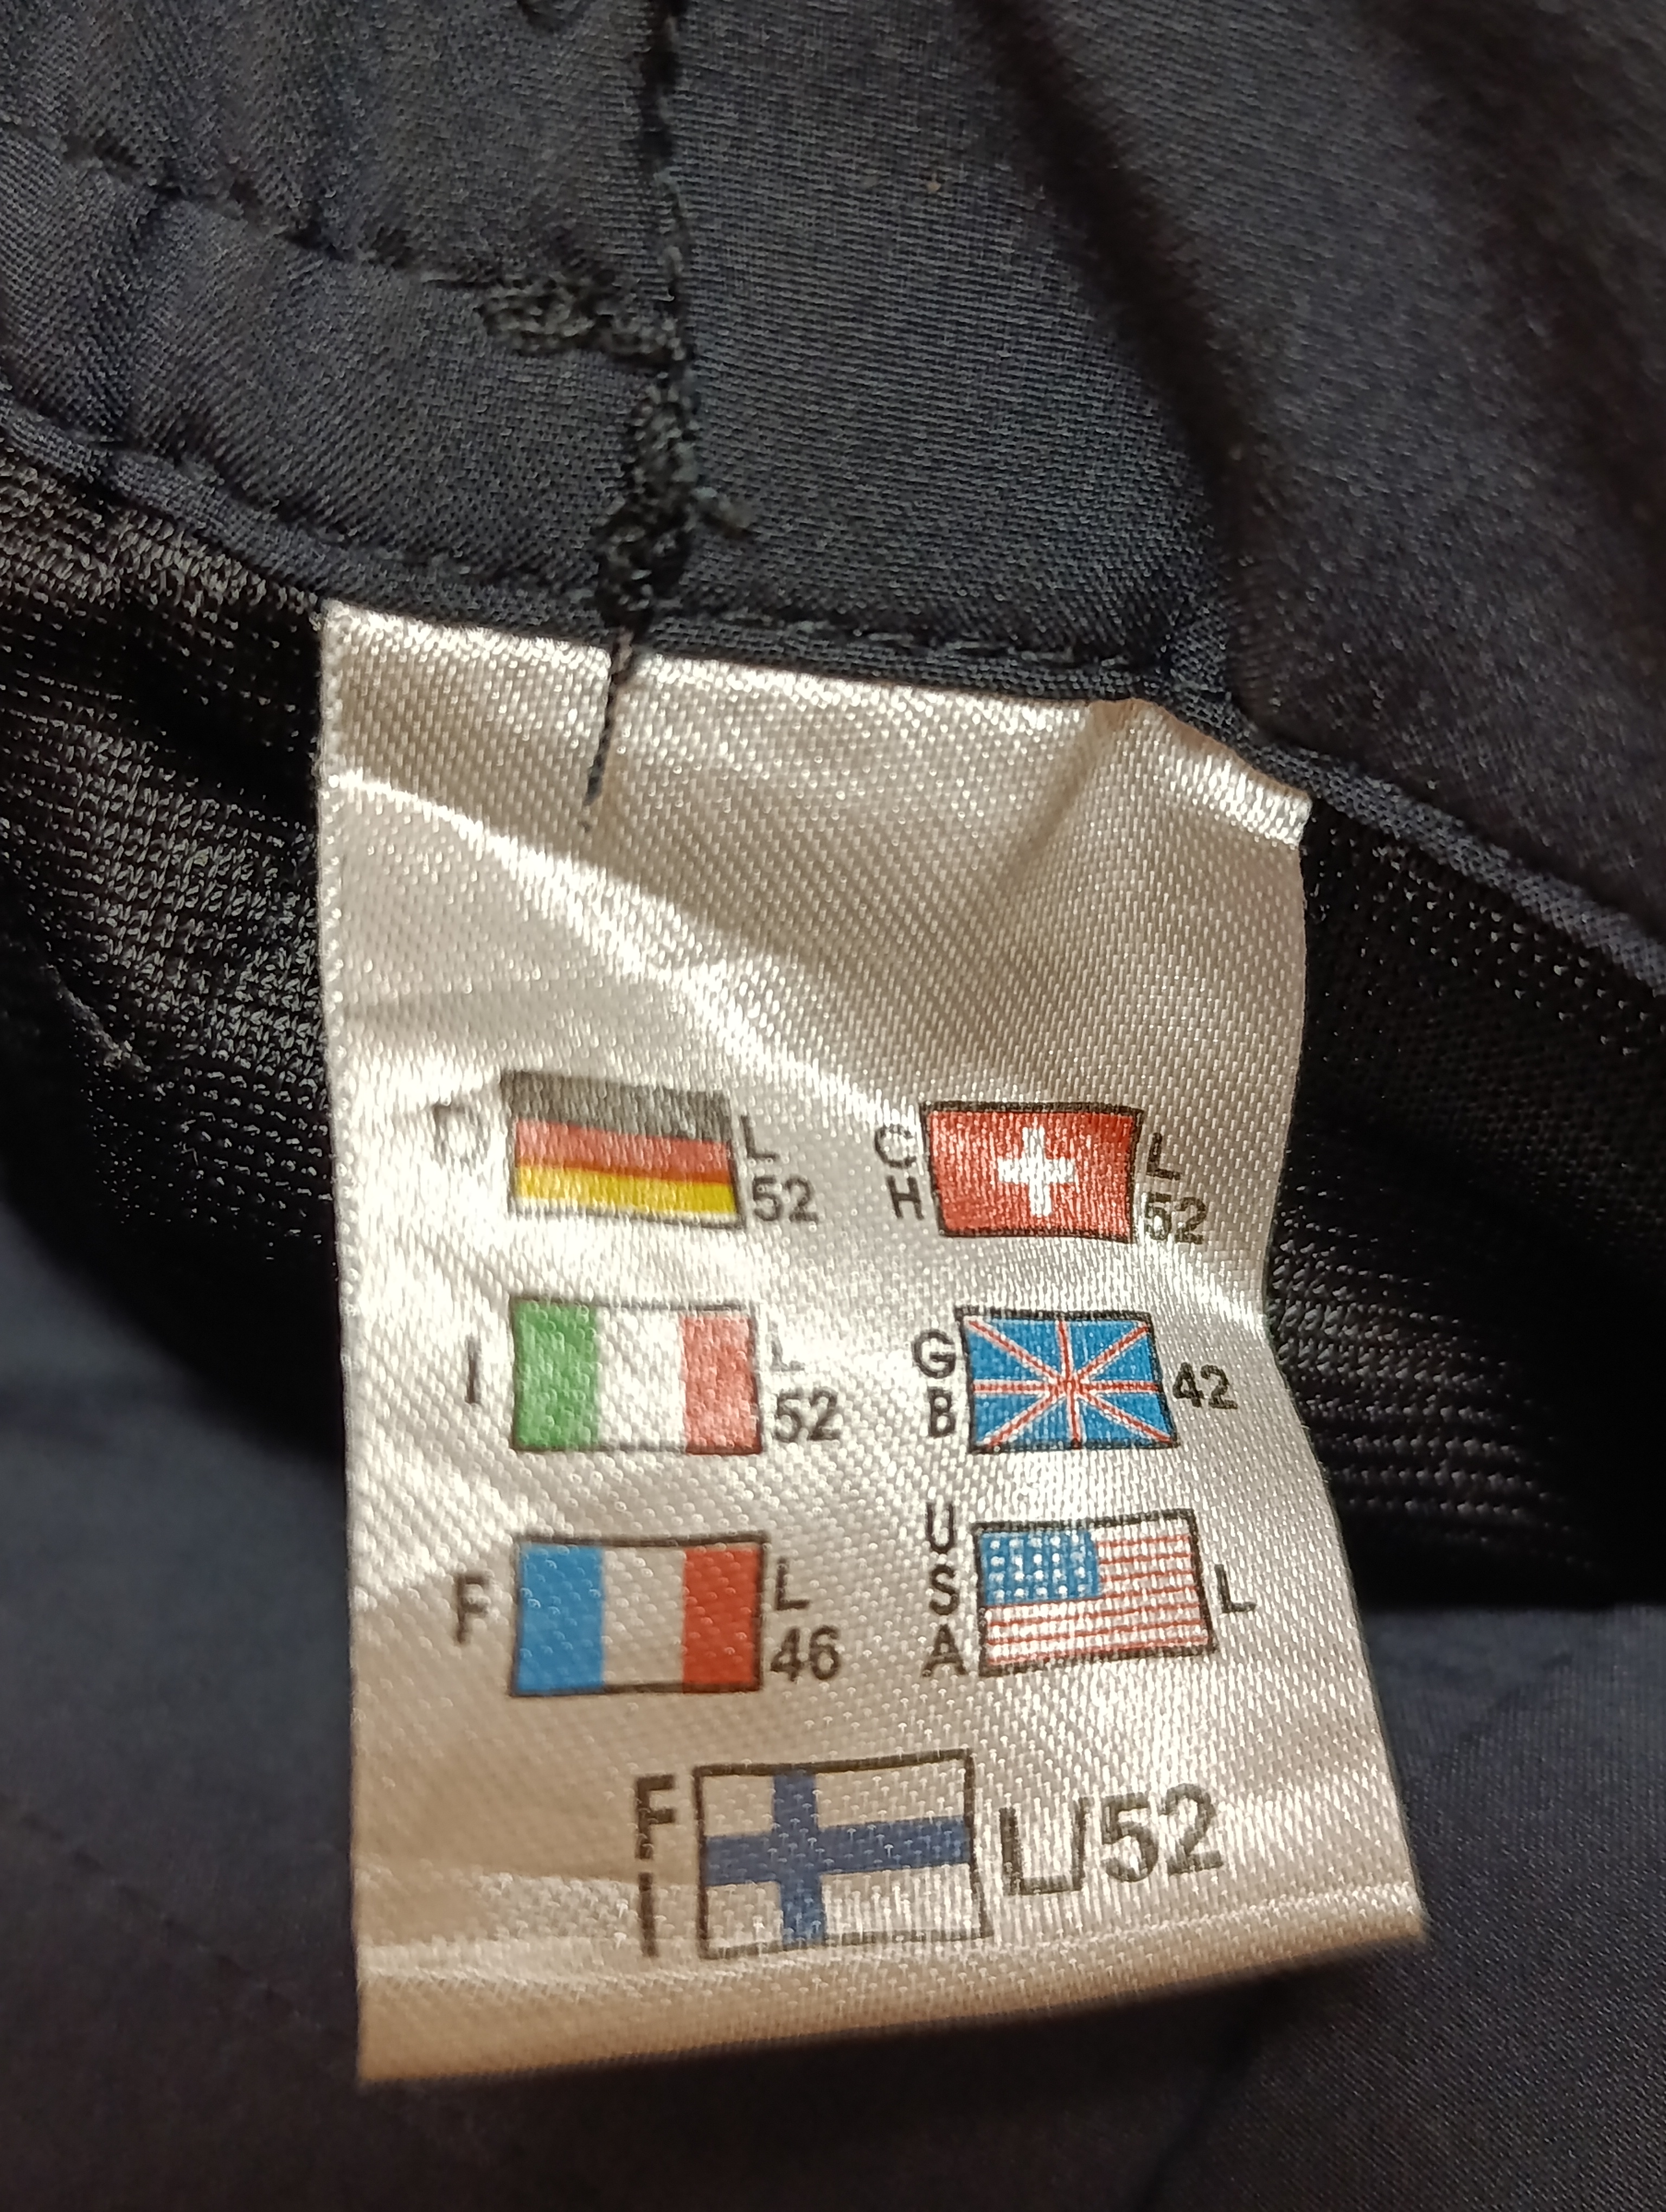 D L 52
CH L 52
I L 52
GB 42
F L 46
USA L
FI L/52